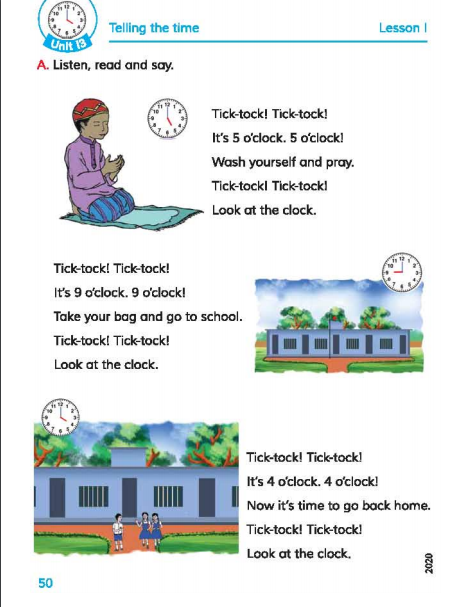 Unit 13
Telling the time
Lesson 1
A. Listen, read and say.
Tick-tock! Tick-tock!
It's 5 o'clock. 5 o'clock!
Wash yourself and pray.
Tick-tock! Tick-tock!
Look at the clock.
Tick-tock! Tick-tock!
It's 9 o'clock. 9 o'clock!
Take your bag and go to school.
Tick-tock! Tick-tock!
Look at the clock.
Tick-tock! Tick-tock!
It's 4 o'clock. 4 o'clock!
Now it's time to go back home.
Tick-tock! Tick-tock!
Look at the clock.
50
2020